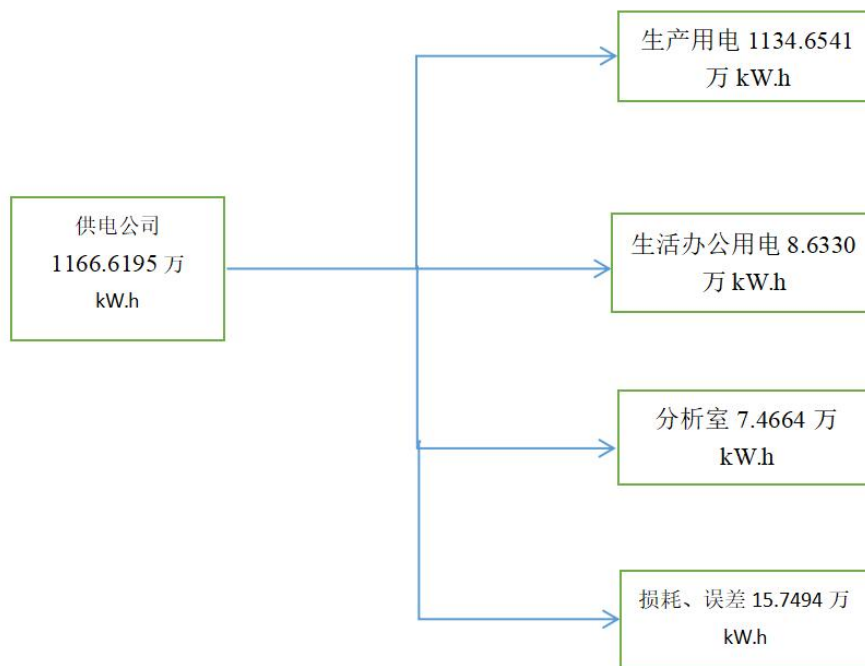 生产用电 1134.6541
万 kW.h
供电公司
1166.6195 万
kW.h
生活办公用电 8.6330
万 kW.h
分析室 7.4664 万
kW.h
损耗、误差 15.7494 万
kW.h